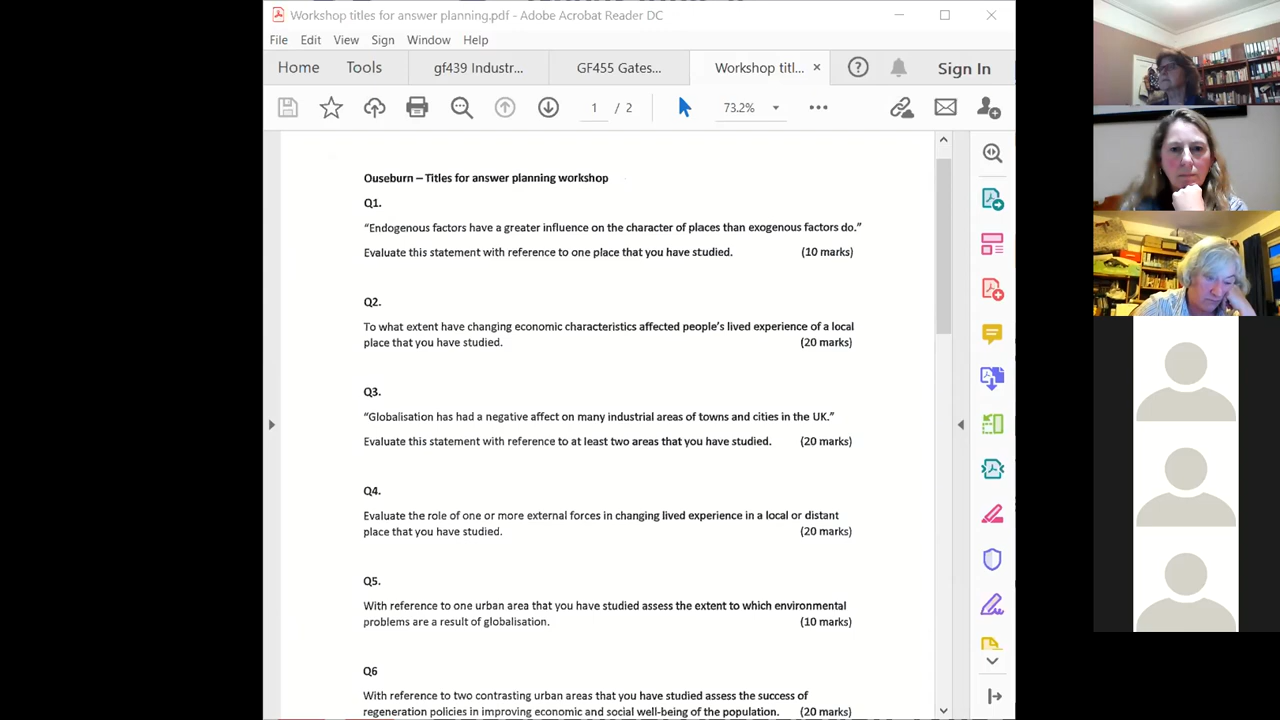 Workshop titles for answer planning.pdf - Adobe Acrobat Reader DC
File Edit View Sign Window Help
Home Tools gf439 Industr... GF455 Gates... Workshop titl... × ? Sign In
1 / 2 73.2%
Ouseburn – Titles for answer planning workshop
Q1.
“Endogenous factors have a greater influence on the character of places than exogenous factors do.”
Evaluate this statement with reference to one place that you have studied. (10 marks)
Q2.
To what extent have changing economic characteristics affected people’s lived experience of a local
place that you have studied. (20 marks)
Q3.
“Globalisation has had a negative affect on many industrial areas of towns and cities in the UK.”
Evaluate this statement with reference to at least two areas that you have studied. (20 marks)
Q4.
Evaluate the role of one or more external forces in changing lived experience in a local or distant
place that you have studied. (20 marks)
Q5.
With reference to one urban area that you have studied assess the extent to which environmental
problems are a result of globalisation. (10 marks)
Q6
With reference to two contrasting urban areas that you have studied assess the success of
regeneration policies in improving economic and social well-being of the population. (20 marks)